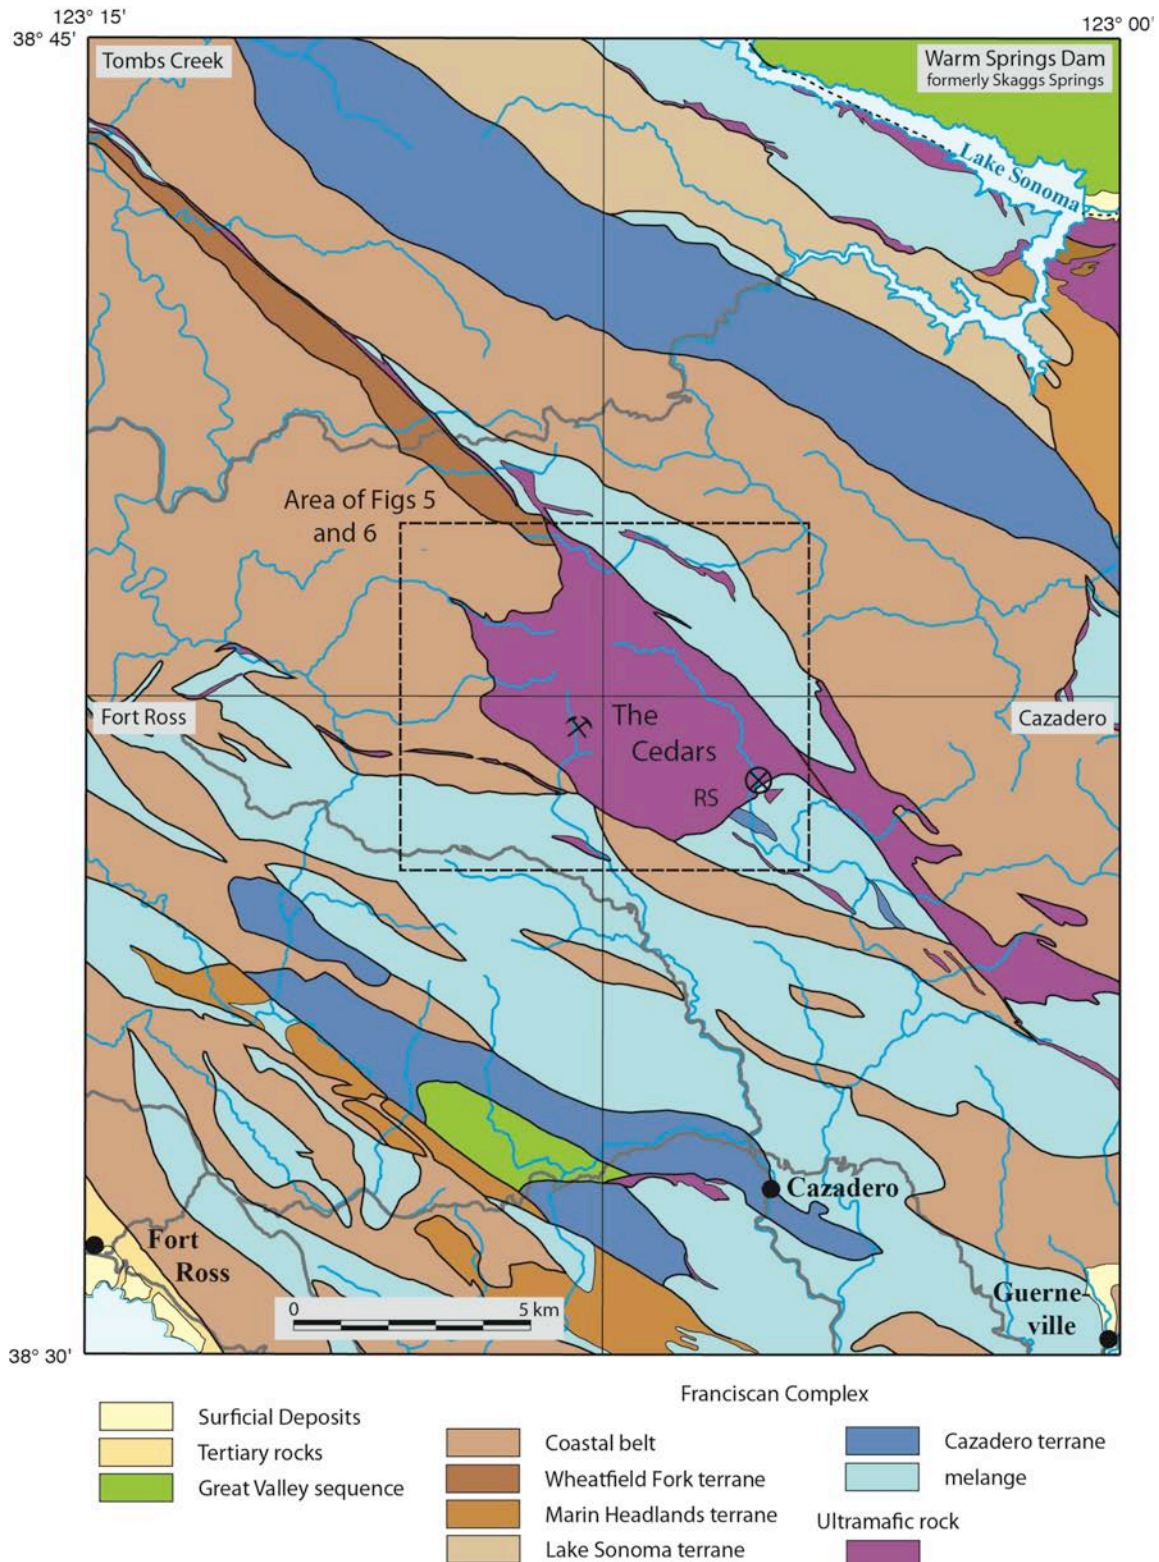 123° 15'
123° 00'
38° 45'
Tombs Creek
Warm Springs Dam
formerly Skaggs Springs
Lake Sonoma
Area of Figs 5
and 6
Fort Ross
The
Cedars
Cazadero
RS
Cazadero
Fort
Ross
0
5 km
Guerne-
ville
38° 30'
Franciscan Complex
Surficial Deposits
Tertiary rocks
Great Valley sequence
Coastal belt
Wheatfield Fork terrane
Marin Headlands terrane
Lake Sonoma terrane
Cazadero terrane
melange
Ultramafic rock